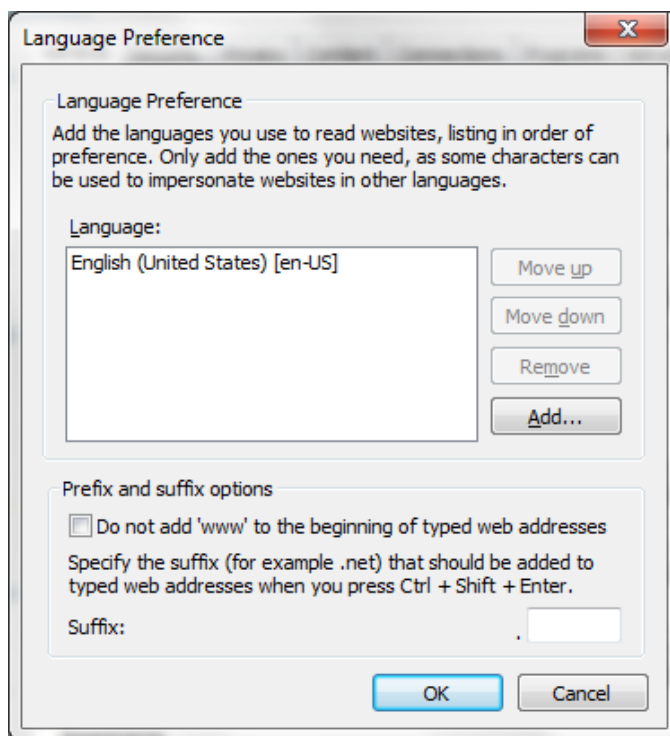 Language Preference
Language Preference
Add the languages you use to read websites, listing in order of
preference. Only add the ones you need, as some characters can
be used to impersonate websites in other languages.
Language:
English (United States) [en-US]
Move up
Move down
Remove
Add...
Prefix and suffix options
Do not add 'www' to the beginning of typed web addresses
Specify the suffix (for example .net) that should be added to
typed web addresses when you press Ctrl + Shift + Enter.
Suffix: .
OK Cancel